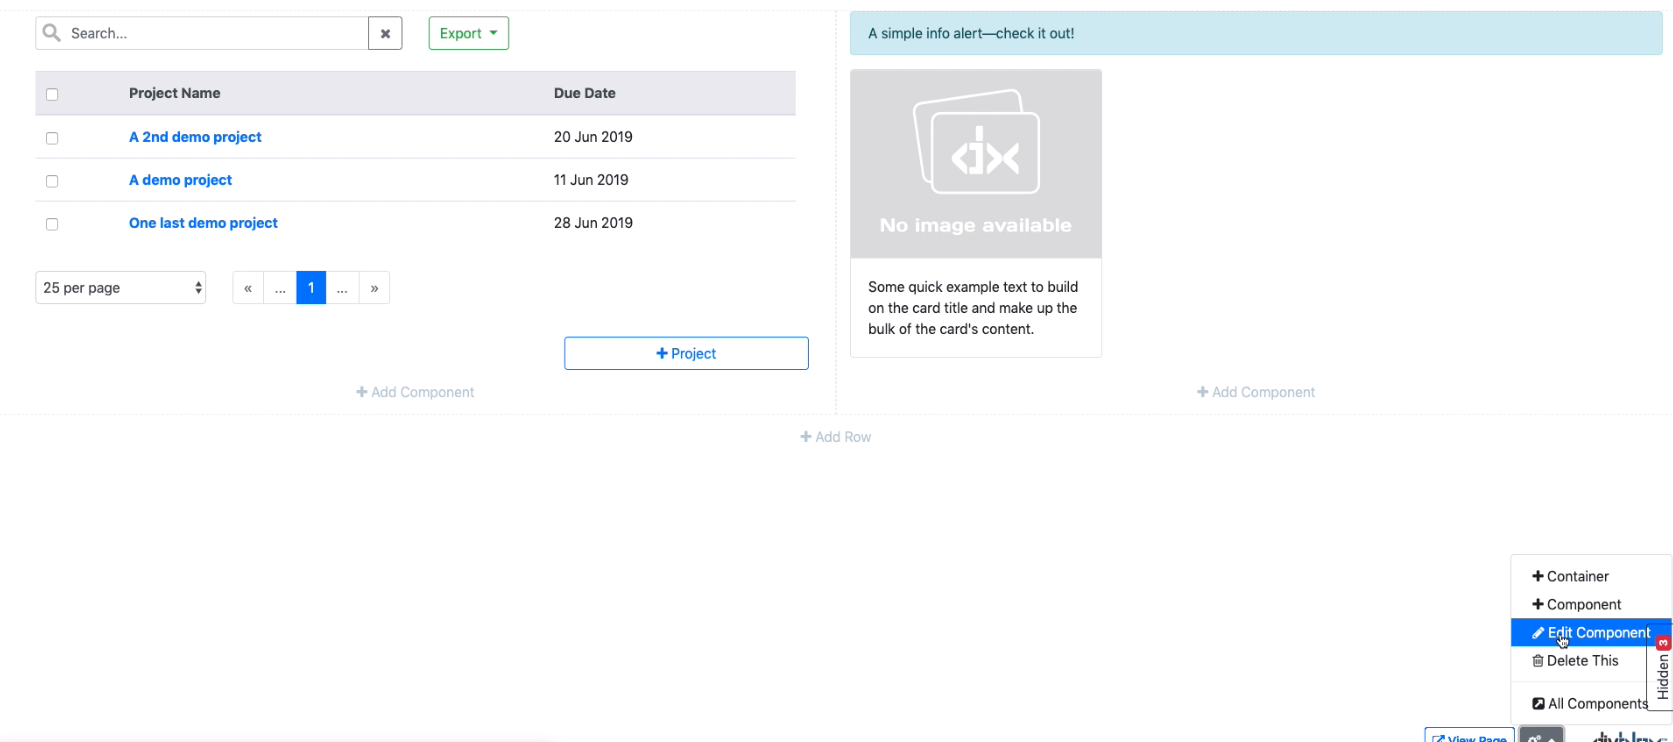 Search...
Export
A simple info alert—check it out!
Project Name
Due Date
A 2nd demo project
20 Jun 2019
A demo project
11 Jun 2019
One last demo project
28 Jun 2019
25 per page
« ... 1 ... »
+ Project
+ Add Component
dx
No image available
Some quick example text to build
on the card title and make up the
bulk of the card's content.
+ Add Component
+ Add Row
+ Container
+ Component
Edit Component
Delete This
All Components
Hidden 3
View Page